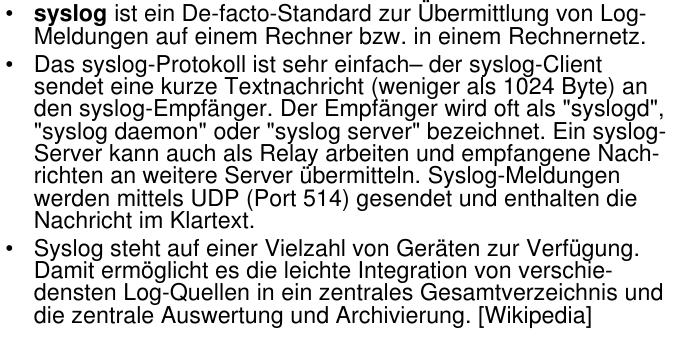 • syslog ist ein De-facto-Standard zur Übermittlung von Log-
Meldungen auf einem Rechner bzw. in einem Rechnernetz.
• Das syslog-Protokoll ist sehr einfach– der syslog-Client
sendet eine kurze Textnachricht (weniger als 1024 Byte) an
den syslog-Empfänger. Der Empfänger wird oft als "syslogd",
"syslog daemon" oder "syslog server" bezeichnet. Ein syslog-
Server kann auch als Relay arbeiten und empfangene Nach-
richten an weitere Server übermitteln. Syslog-Meldungen
werden mittels UDP (Port 514) gesendet und enthalten die
Nachricht im Klartext.
• Syslog steht auf einer Vielzahl von Geräten zur Verfügung.
Damit ermöglicht es die leichte Integration von verschie-
densten Log-Quellen in ein zentrales Gesamtverzeichnis und
die zentrale Auswertung und Archivierung. [Wikipedia]